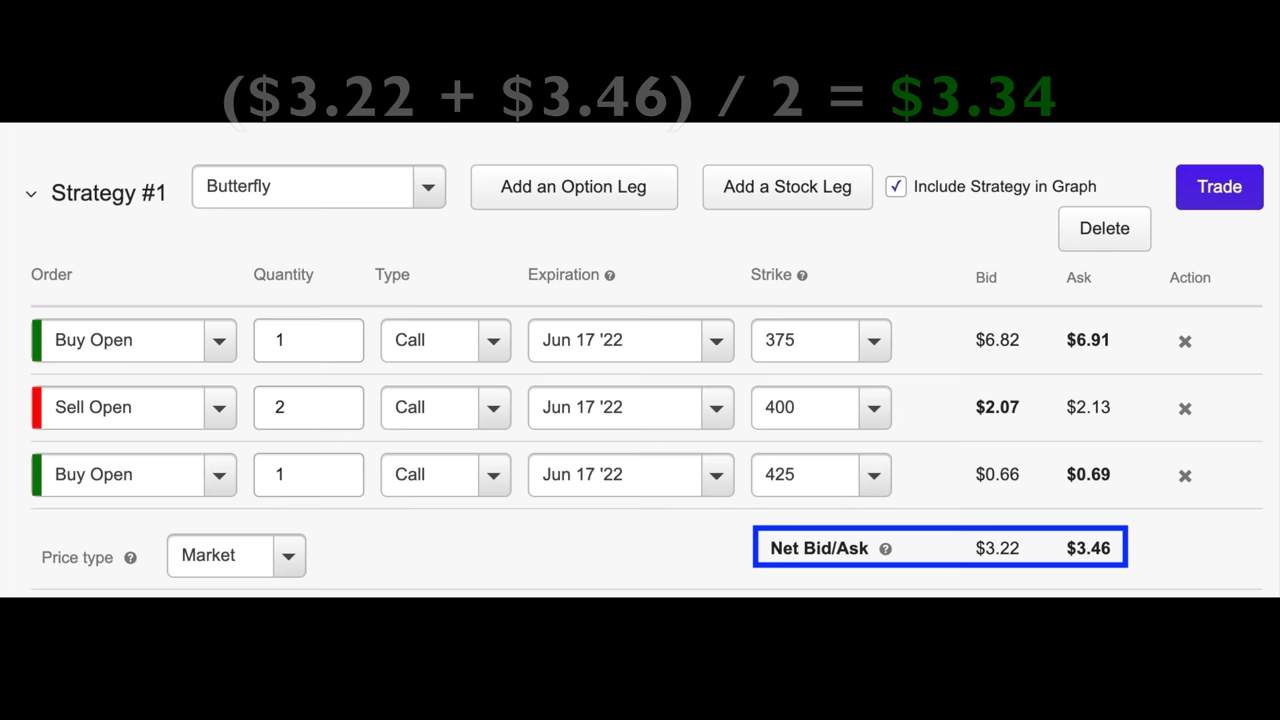 ($3.22 + $3.46) / 2 = $3.34
Strategy #1 Butterfly Add an Option Leg Add a Stock Leg ✓ Include Strategy in Graph Trade
Delete
Order Quantity Type Expiration ? Strike ? Bid Ask Action
Buy Open 1 Call Jun 17 '22 375 $6.82 $6.91
Sell Open 2 Call Jun 17 '22 400 $2.07 $2.13
Buy Open 1 Call Jun 17 '22 425 $0.66 $0.69
Price type ? Market Net Bid/Ask ? $3.22 $3.46